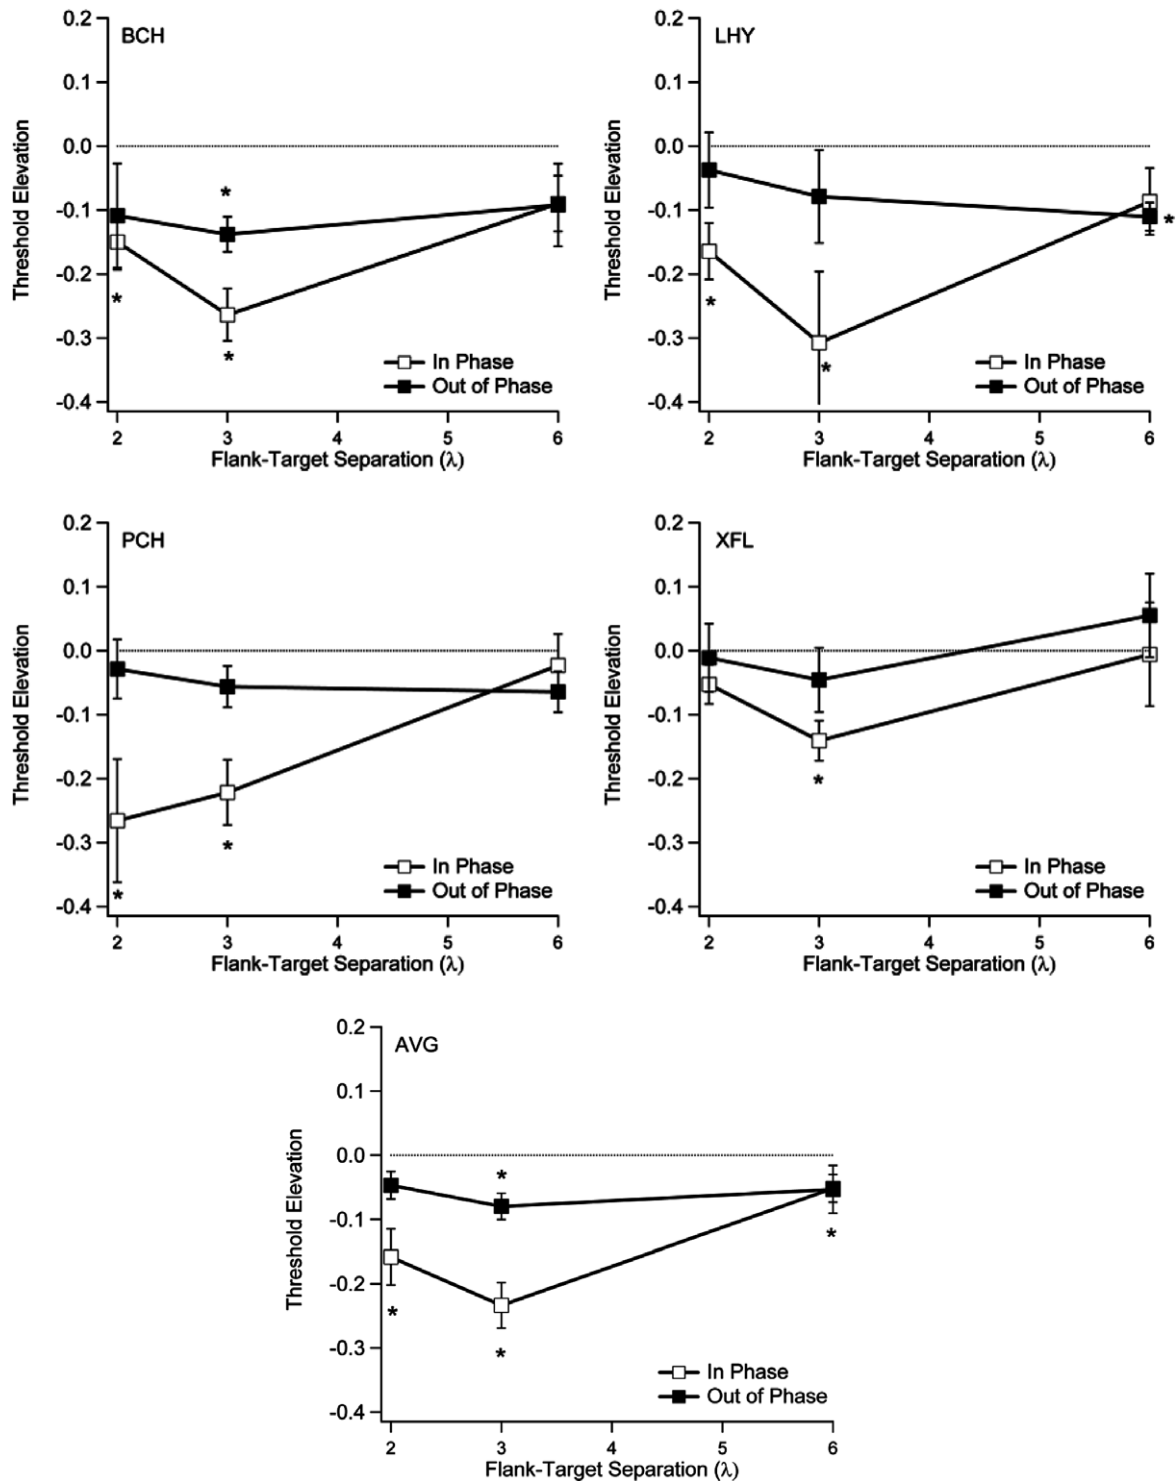 BCH
0.2
0.1
0.0
-0.1
-0.2
-0.3
-0.4
Threshold Elevation
*
*
*
In Phase
Out of Phase
2 3 4 5 6
Flank-Target Separation (λ)
LHY
0.2
0.1
0.0
-0.1
-0.2
-0.3
-0.4
Threshold Elevation
*
*
*
In Phase
Out of Phase
2 3 4 5 6
Flank-Target Separation (λ)
PCH
0.2
0.1
0.0
-0.1
-0.2
-0.3
-0.4
Threshold Elevation
*
*
In Phase
Out of Phase
2 3 4 5 6
Flank-Target Separation (λ)
XFL
0.2
0.1
0.0
-0.1
-0.2
-0.3
-0.4
Threshold Elevation
*
In Phase
Out of Phase
2 3 4 5 6
Flank-Target Separation (λ)
AVG
0.2
0.1
0.0
-0.1
-0.2
-0.3
-0.4
Threshold Elevation
*
*
*
*
In Phase
Out of Phase
2 3 4 5 6
Flank-Target Separation (λ)